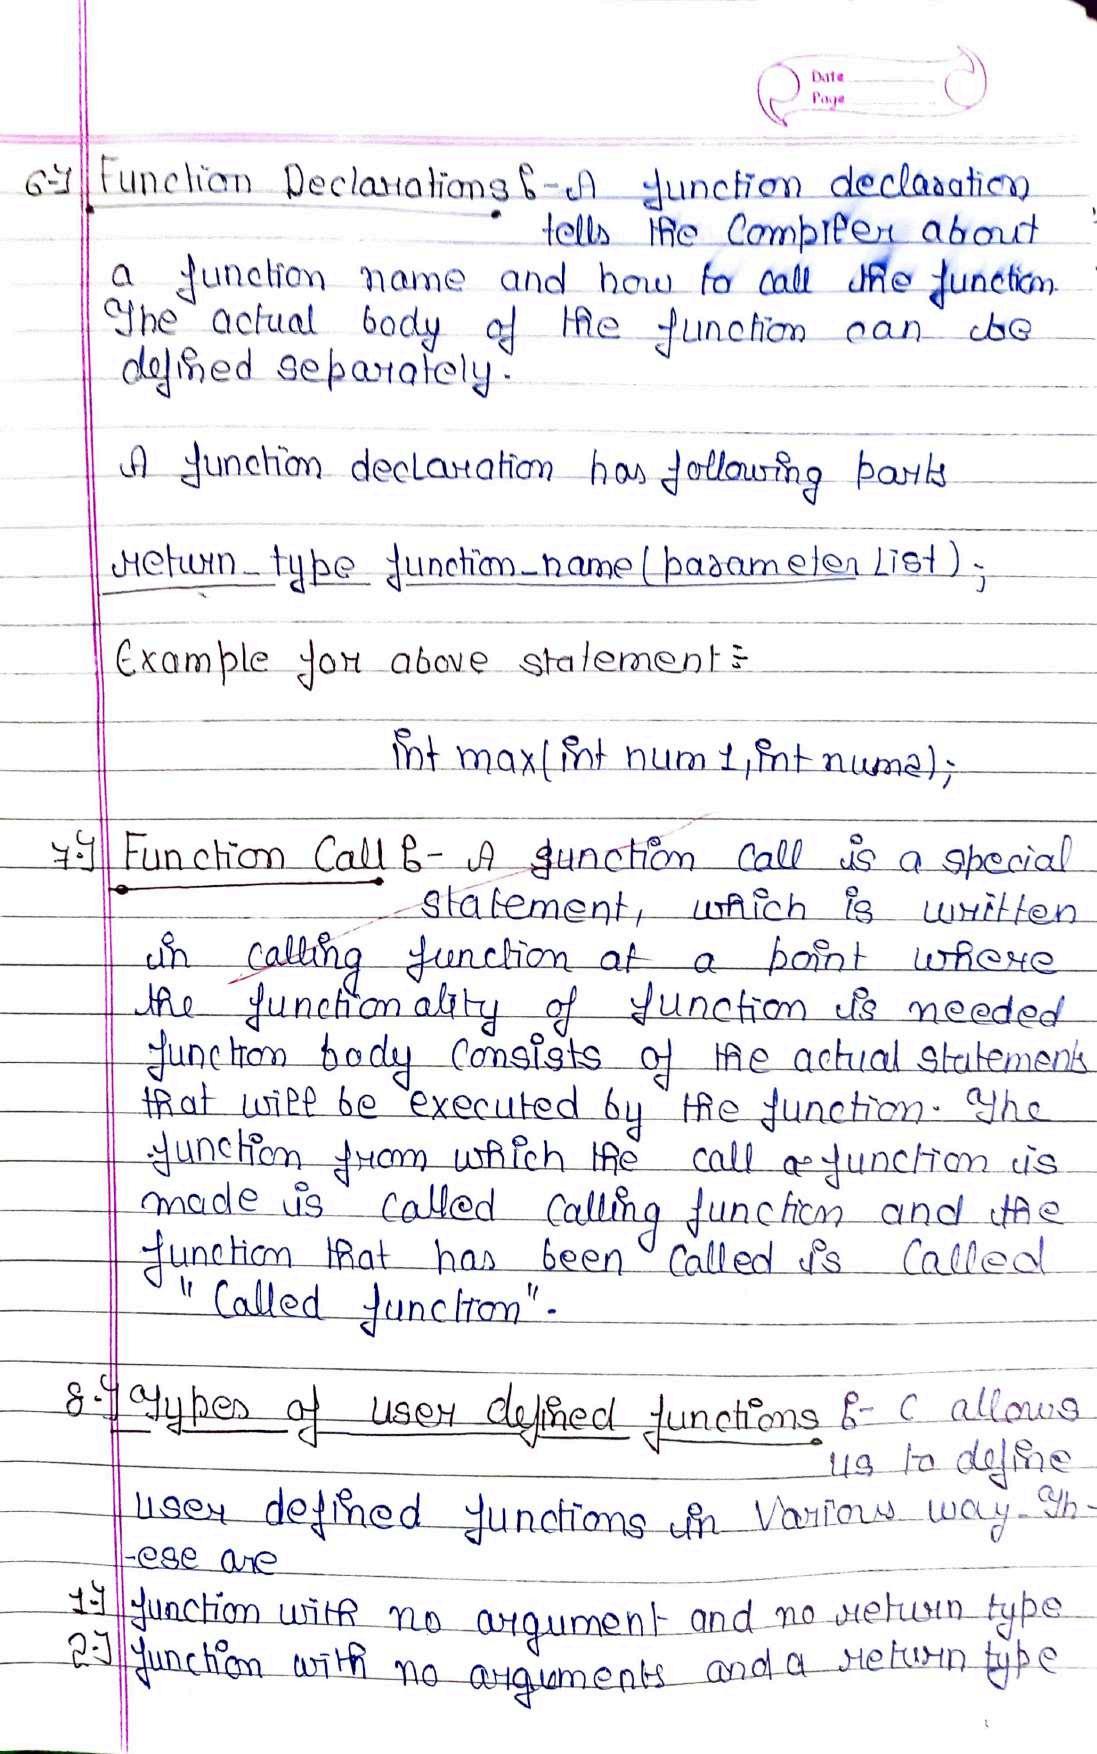 Date
Page
6.} Function Declarations :- A function declaration
tells the Compiler about
a function name and how to call the function.
The actual body of the function can be
defined separately.
A function declaration has following parts
return_type function_name (parameter List) ;
Example for above statement :-
int max(int num 1, int num2);
7.} Function Call :- A function call is a special
statement, which is written
in calling function at a point where
the functionality of function is needed
function body consists of the actual statements
that will be executed by the function. The
function from which the call function is
made is called calling function and the
function that has been called is called
"Called function".
8.} Types of user defined functions :- C allows
us to define
user defined functions in Various way. Th-
-ese are
1.} function with no argument and no return type
2.} function with no arguments and a return type